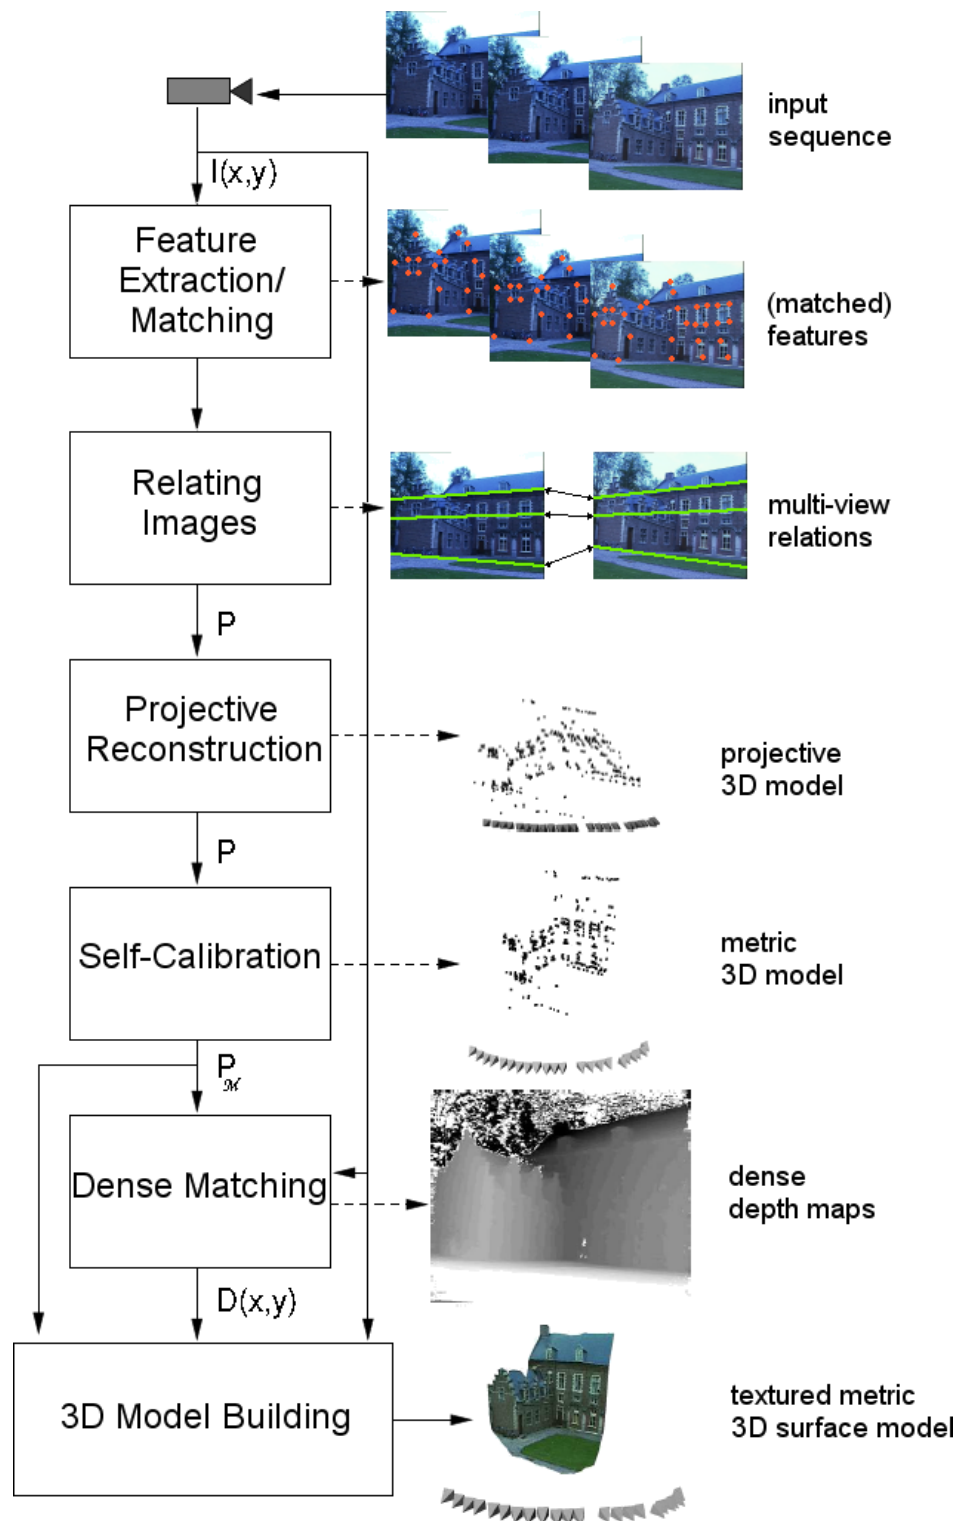 input
sequence
I(x,y)
Feature
Extraction/
Matching
(matched)
features
Relating
Images
multi-view
relations
P
Projective
Reconstruction
projective
3D model
P
Self-Calibration
metric
3D model
P_M
Dense Matching
dense
depth maps
D(x,y)
3D Model Building
textured metric
3D surface model